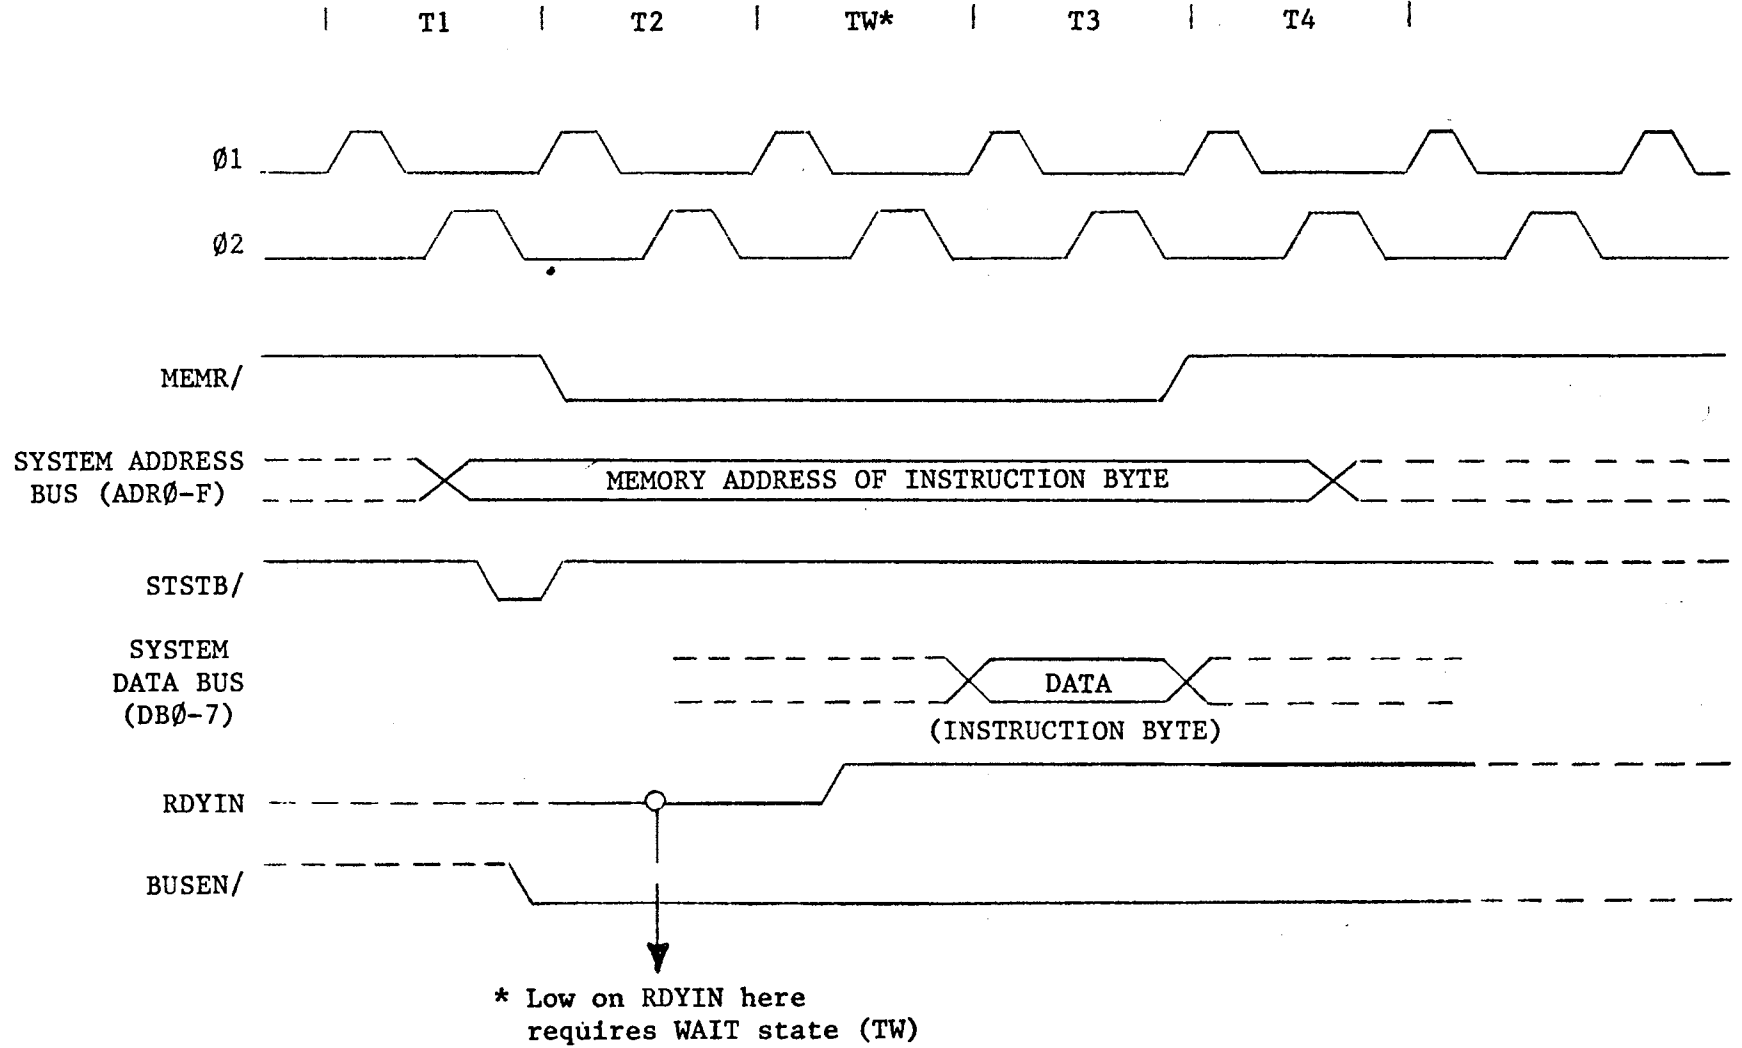 T1 T2 TW* T3 T4
Ø1
Ø2
MEMR/
SYSTEM ADDRESS
BUS (ADRØ-F)
MEMORY ADDRESS OF INSTRUCTION BYTE
STSTB/
SYSTEM
DATA BUS
(DBØ-7)
DATA
(INSTRUCTION BYTE)
RDYIN
BUSEN/
* Low on RDYIN here
requires WAIT state (TW)